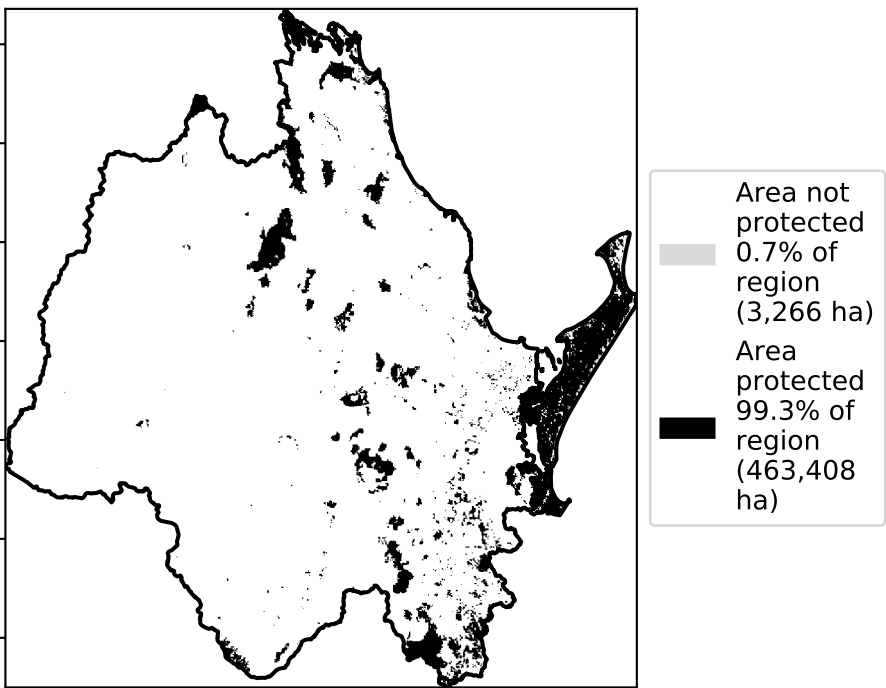 Area not
protected
0.7% of
region
(3,266 ha)
Area
protected
99.3% of
region
(463,408
ha)